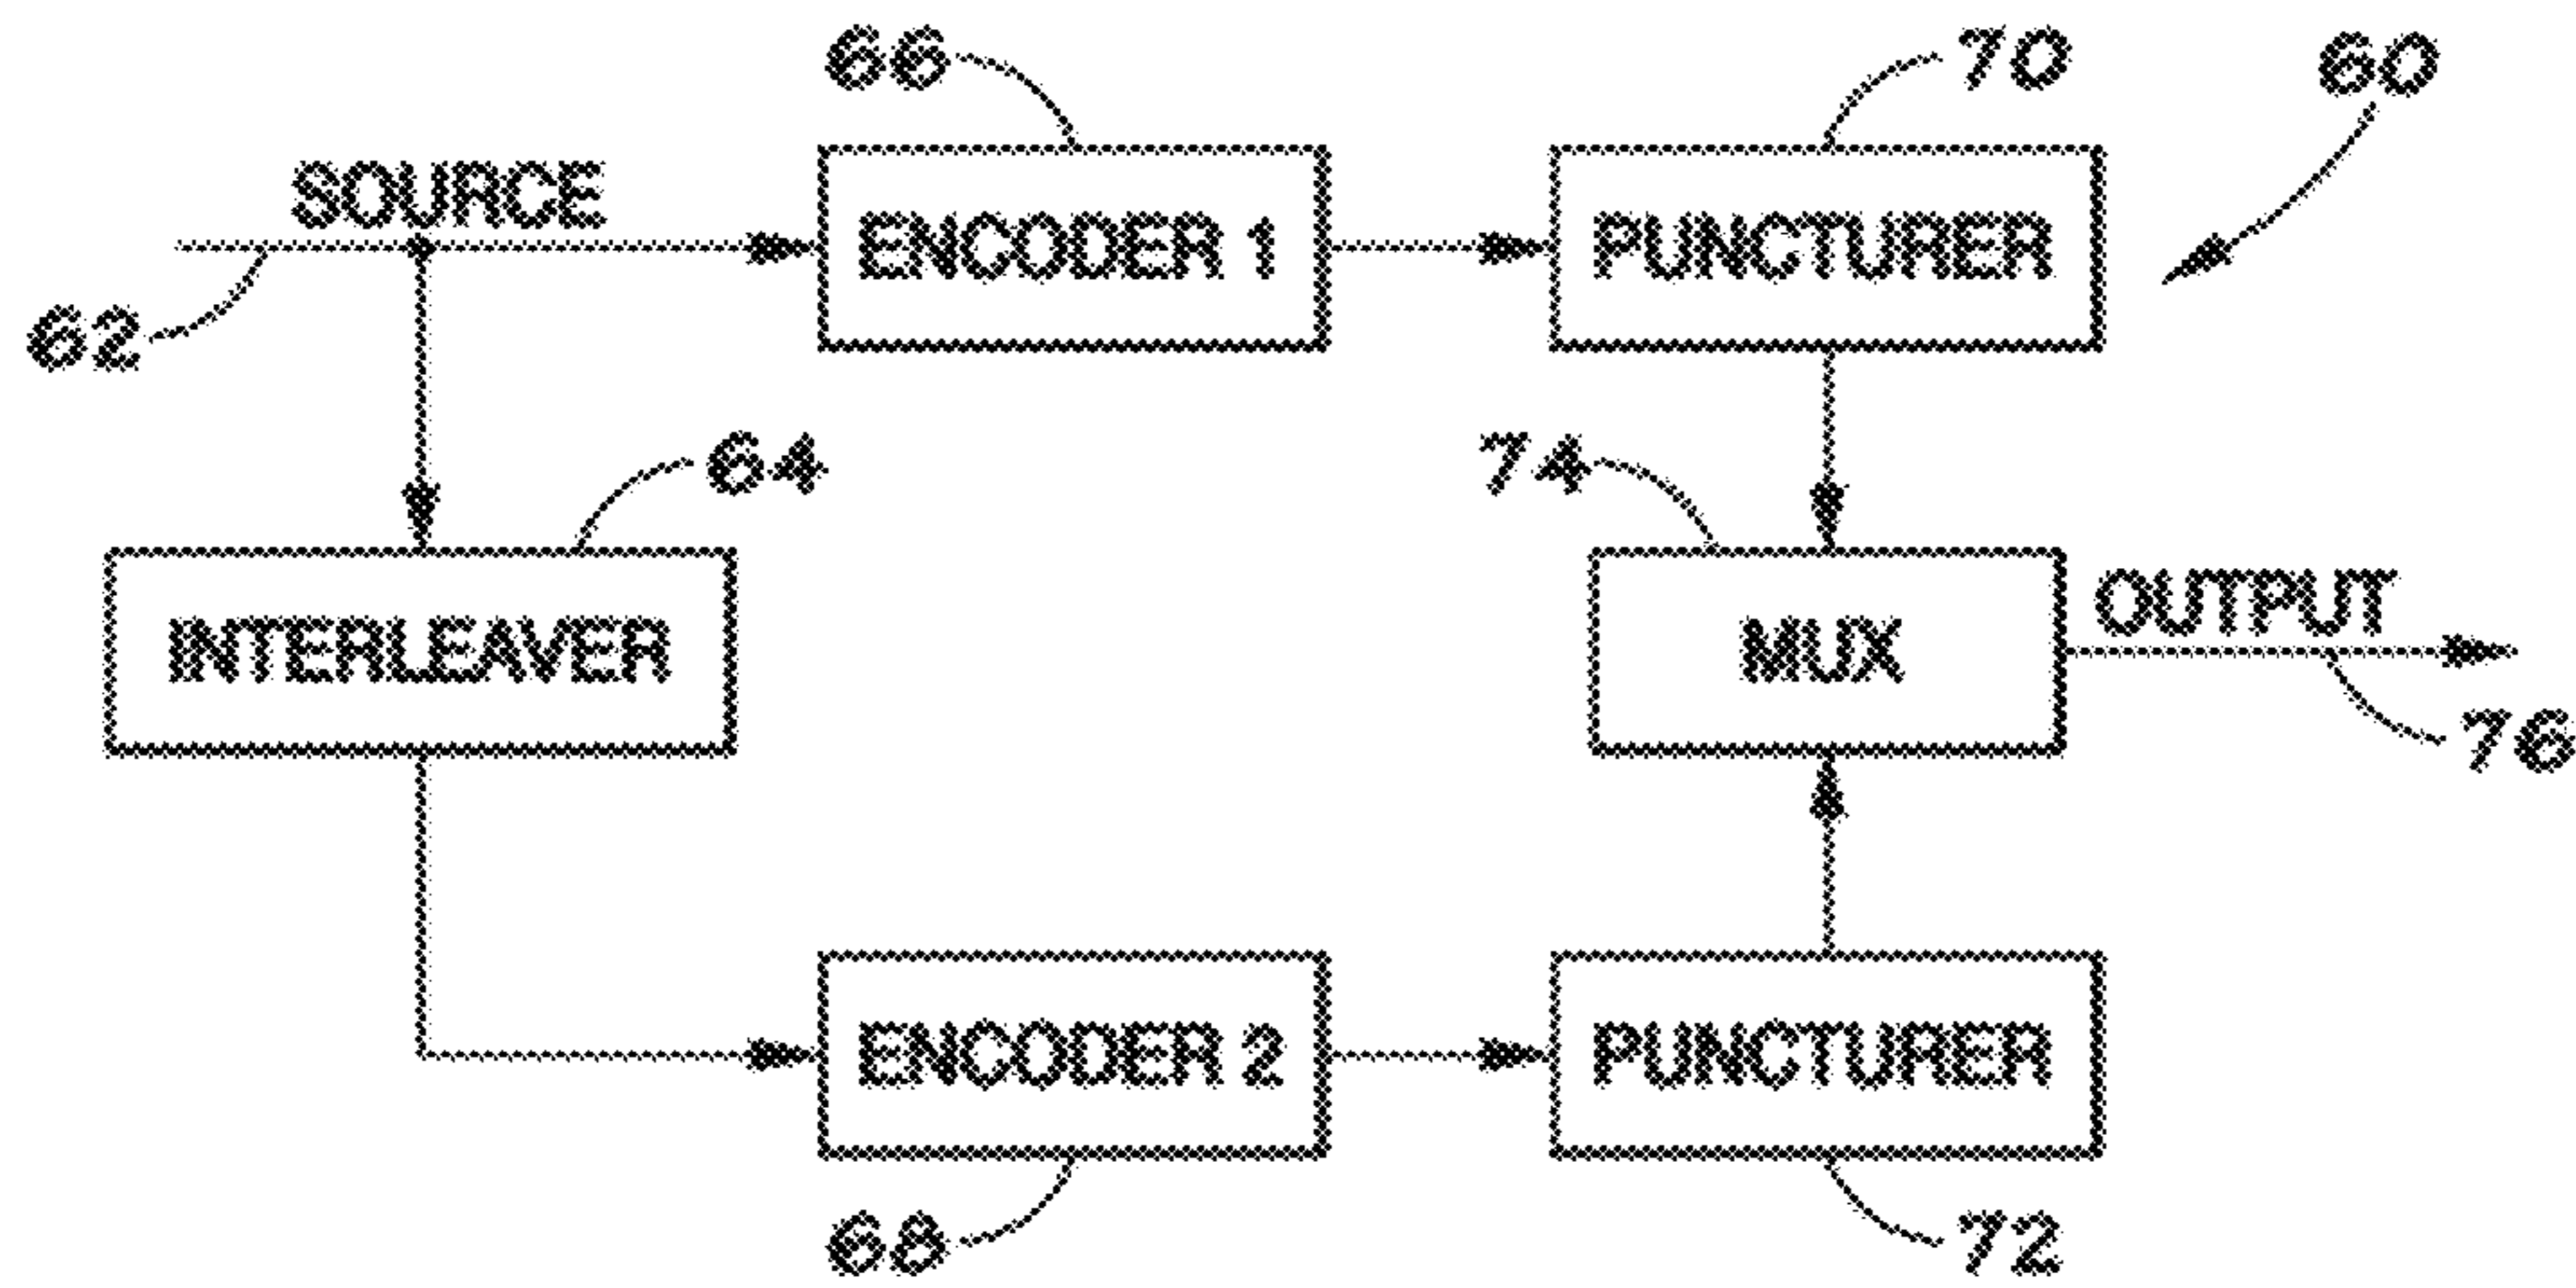 66
70
60
SOURCE
ENCODER 1
PUNCTURER
62
64
74
INTERLEAVER
MUX
OUTPUT
76
ENCODER 2
PUNCTURER
68
72